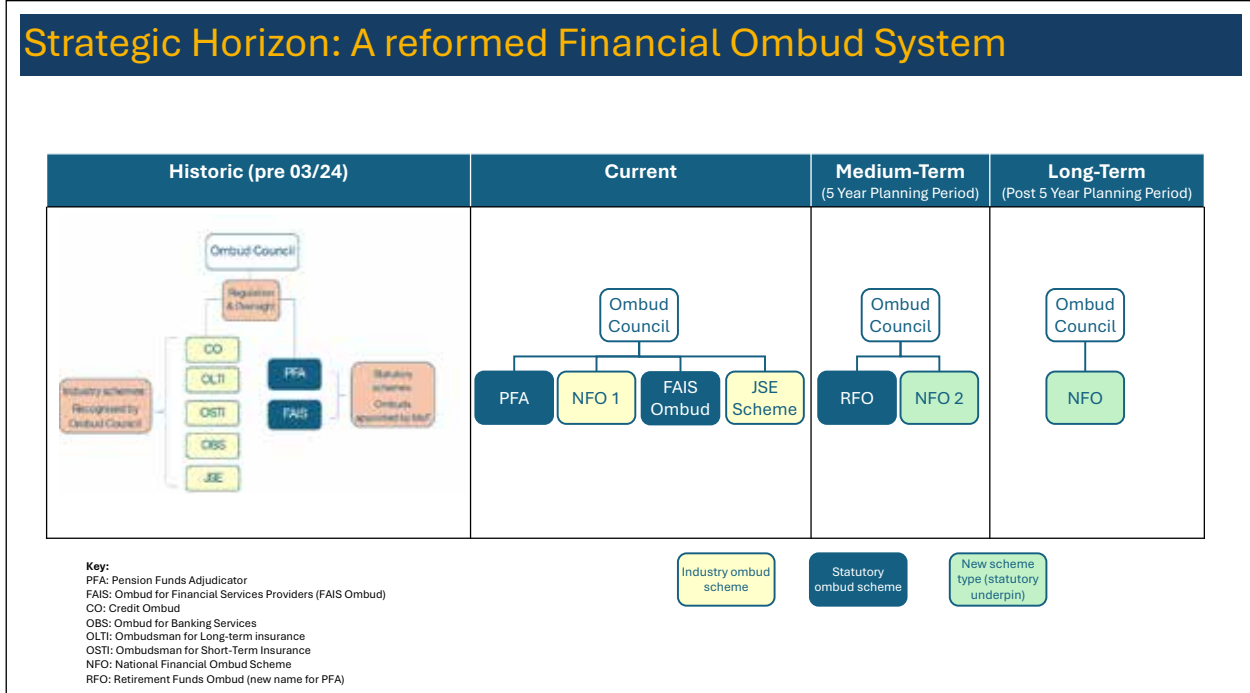 Strategic Horizon: A reformed Financial Ombud System
Historic (pre 03/24)
Current
Medium-Term
(5 Year Planning Period)
Long-Term
(Post 5 Year Planning Period)
Ombud Council
Regulation
& Oversight
CO
OLTI
OSTI
OBS
JSE
PFA
FAIS
Industry schemes
Recognised by
Ombud Council
Statutory
schemes
Ombuds
appointed by MoF
Ombud
Council
PFA
NFO 1
FAIS
Ombud
JSE
Scheme
Ombud
Council
RFO
NFO 2
Ombud
Council
NFO
Industry ombud
scheme
Statutory
ombud scheme
New scheme
type (statutory
underpin)
Key:
PFA: Pension Funds Adjudicator
FAIS: Ombud for Financial Services Providers (FAIS Ombud)
CO: Credit Ombud
OBS: Ombud for Banking Services
OLTI: Ombudsman for Long-term insurance
OSTI: Ombudsman for Short-Term Insurance
NFO: National Financial Ombud Scheme
RFO: Retirement Funds Ombud (new name for PFA)